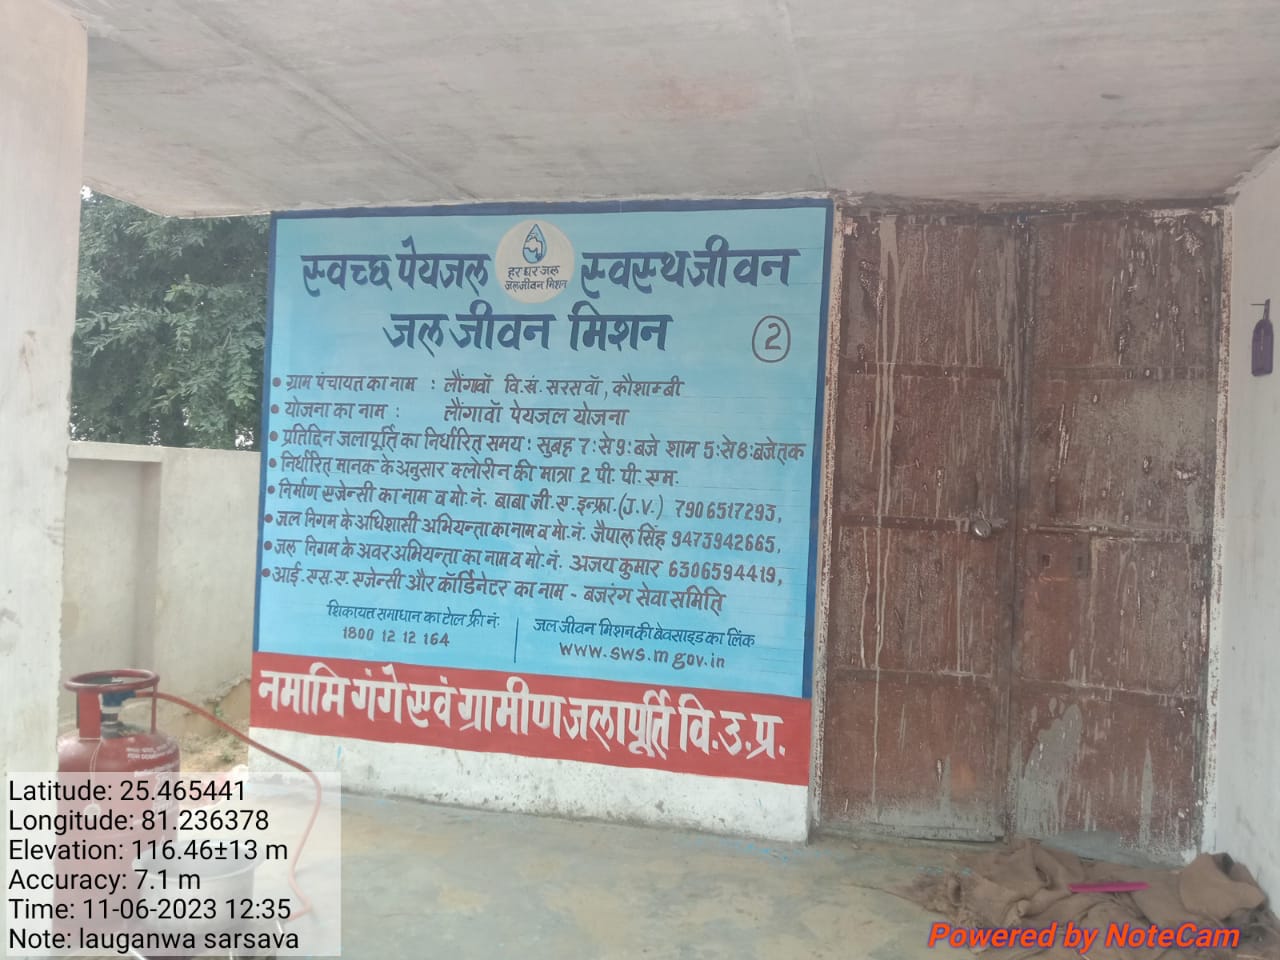 स्वच्छ पेयजल स्वस्थ जीवन
हर घर जल
जल जीवन मिशन
जल जीवन मिशन
2
• ग्राम पंचायत का नाम : लौंगावॉ वि.खं. सरसवॉ, कौशाम्बी
• योजना का नाम : लौंगावॉ पेयजल योजना
• प्रतिदिन जलापूर्ति का निर्धारित समय : सुबह 7: से 9: बजे शाम 5: से 8: बजे तक
• निर्धारित मानक के अनुसार क्लोरीन की मात्रा 2 पी. पी. एम.
• निर्माण एजेन्सी का नाम व मो. नं. बाबा जी. ए. इन्फ्रा. (J.V.) 7906517293,
• जल निगम के अधिशासी अभियन्ता का नाम व मो. नं. जैपाल सिंह 9473942665,
• जल निगम के अवर अभियन्ता का नाम व मो. नं. अजय कुमार 6306594419,
• आई. एस. ए. एजेन्सी और कॉर्डिनेटर का नाम - बजरंग सेवा समिति
शिकायत समाधान का टोल फ्री नं.
1800 12 12 164
जल जीवन मिशन की वेवसाइड का लिंक
www.sws.m gov.in
नमामि गंगे एवं ग्रामीण जलापूर्ति वि. उ. प्र.
Latitude: 25.465441
Longitude: 81.236378
Elevation: 116.46±13 m
Accuracy: 7.1 m
Time: 11-06-2023 12:35
Note: lauganwa sarsava
Powered by NoteCam